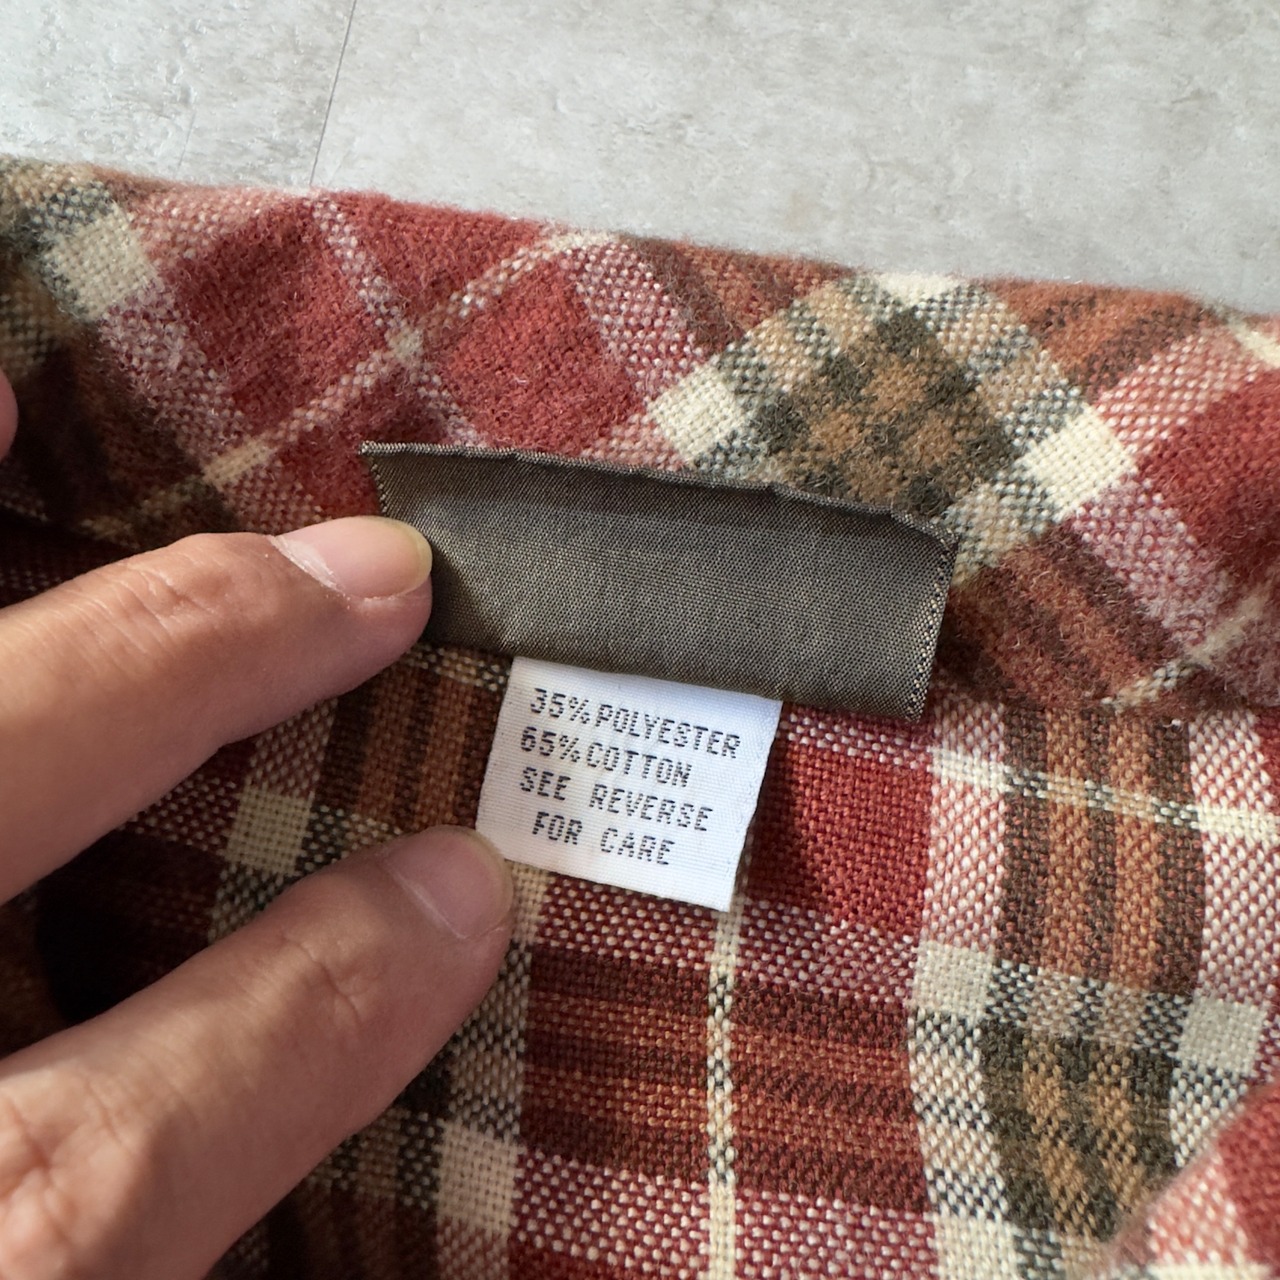 35% POLYESTER
65% COTTON
SEE REVERSE
FOR CARE